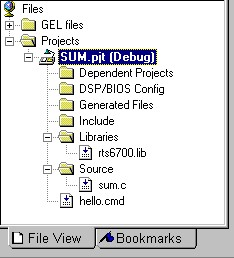 Files
GEL files
Projects
SUM.pjt (Debug)
Dependent Projects
DSP/BIOS Config
Generated Files
Include
Libraries
rts6700.lib
Source
sum.c
hello.cmd
File View Bookmarks